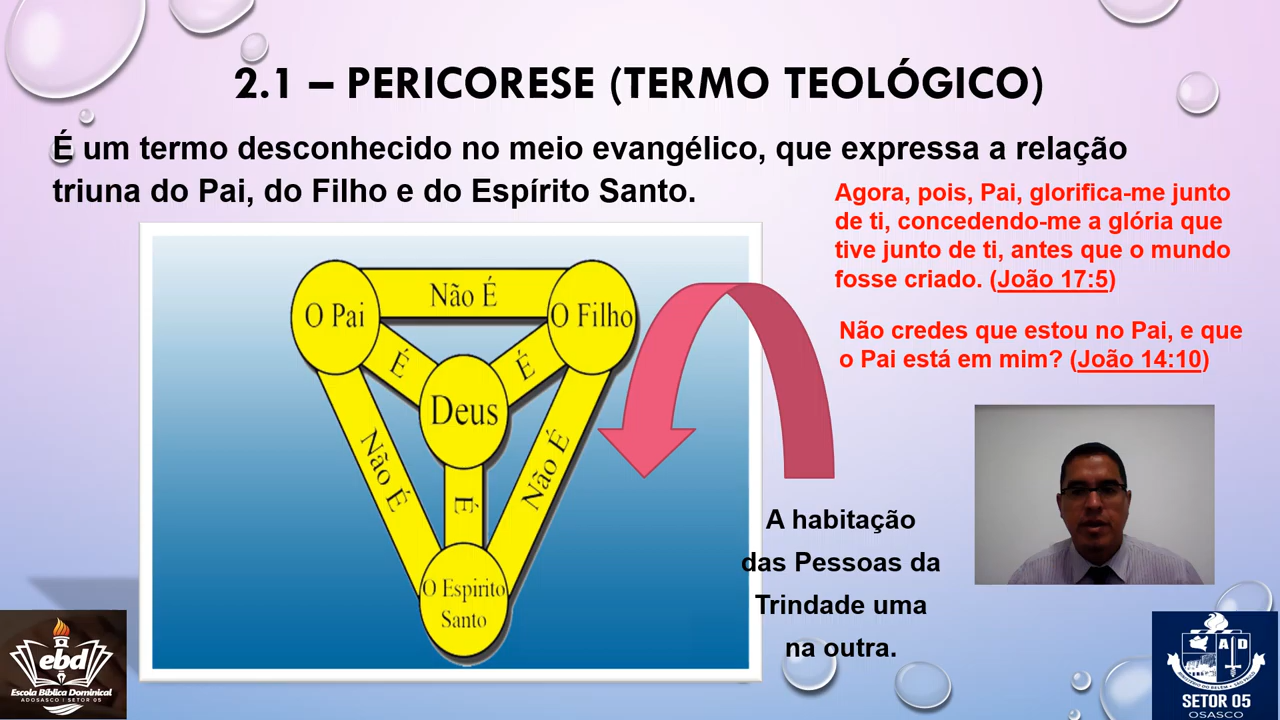 2.1 – PERICORESE (TERMO TEOLÓGICO)
É um termo desconhecido no meio evangélico, que expressa a relação
triuna do Pai, do Filho e do Espírito Santo.
Agora, pois, Pai, glorifica-me junto
de ti, concedendo-me a glória que
tive junto de ti, antes que o mundo
fosse criado. (João 17:5)
Não credes que estou no Pai, e que
o Pai está em mim? (João 14:10)
O Pai
Não É
O Filho
É
É
Deus
Não É
Não É
É
O Espirito
Santo
A habitação
das Pessoas da
Trindade uma
na outra.
ebd
Escola Bíblica Dominical
ADOSASCO | SETOR 05
A D
SETOR 05
OSASCO